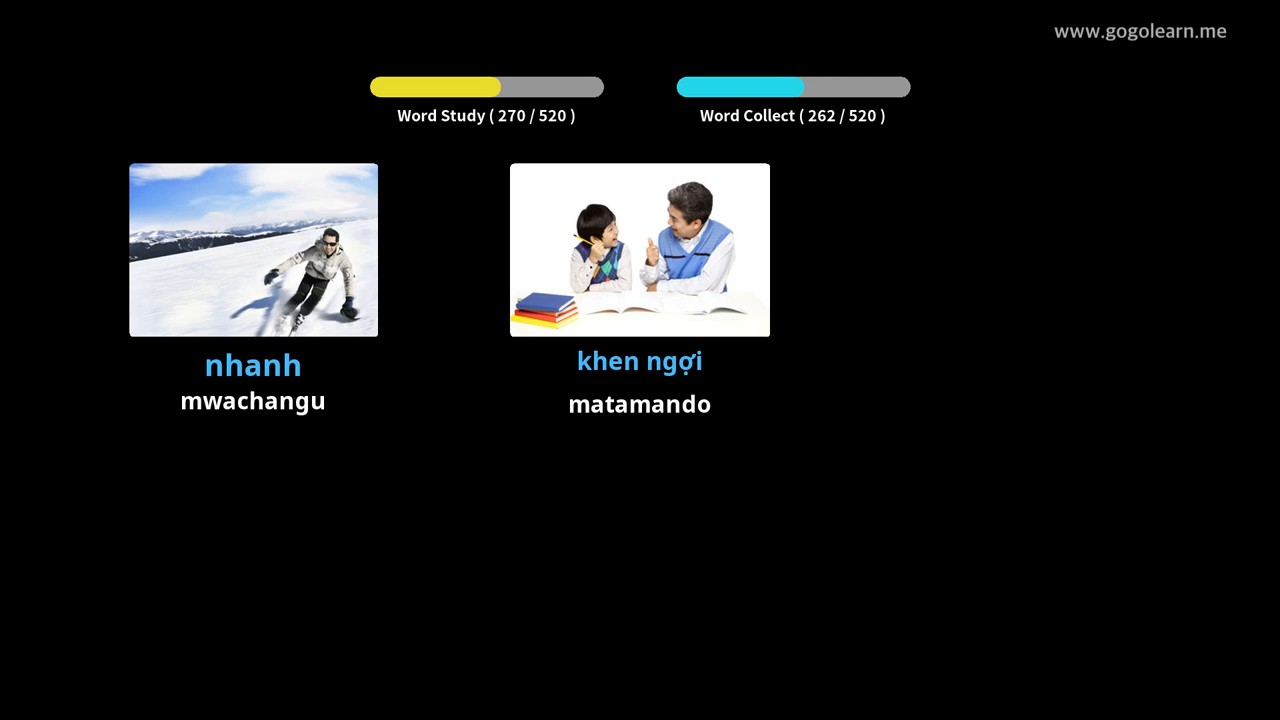 www.gogolearn.me
Word Study ( 270 / 520 )
Word Collect ( 262 / 520 )
nhanh
mwachangu
khen ngợi
matamando